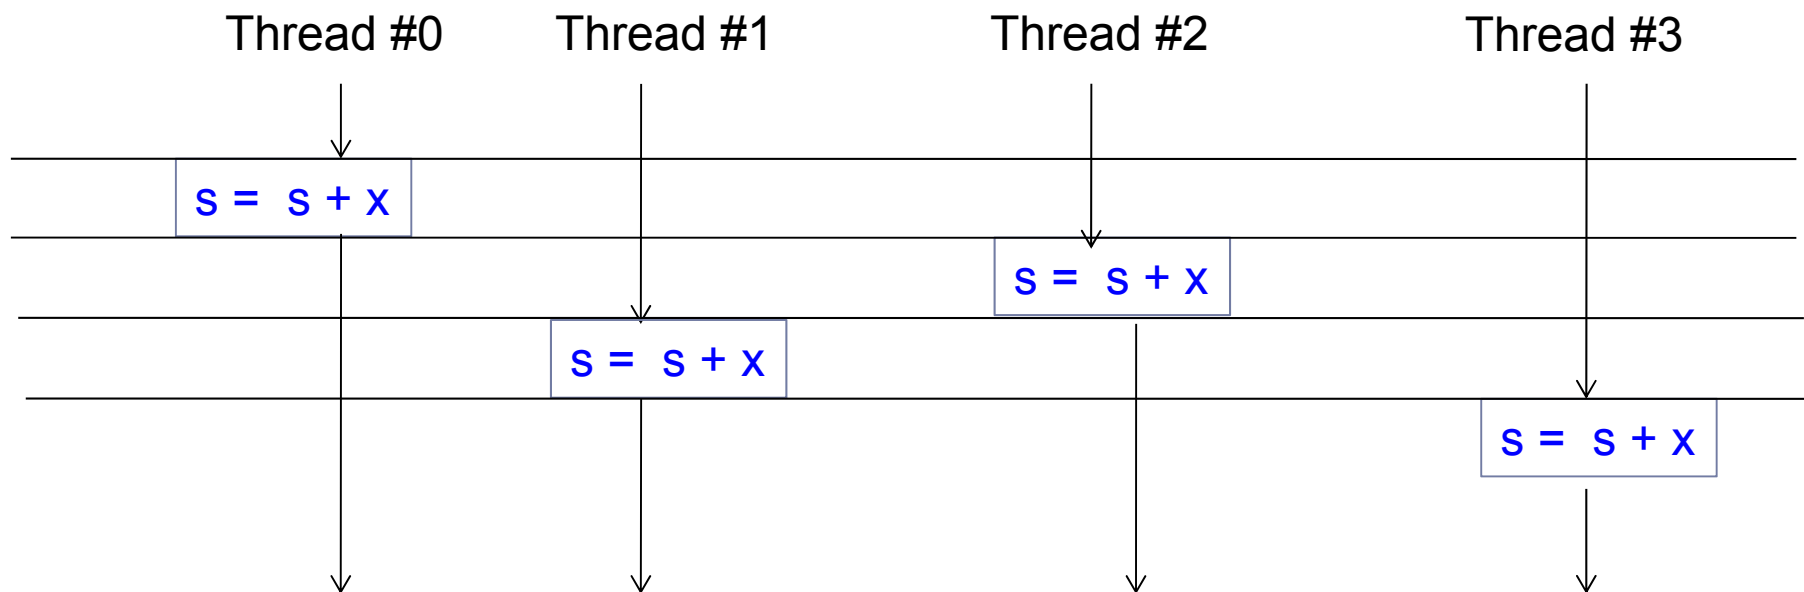 Thread #0 Thread #1 Thread #2 Thread #3
s = s + x
s = s + x
s = s + x
s = s + x